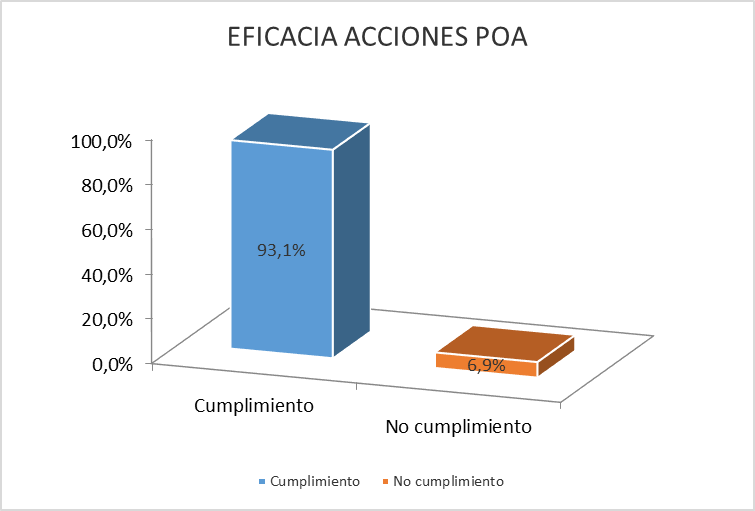 EFICACIA ACCIONES POA
100,0%
80,0%
60,0%
40,0%
20,0%
0,0%
93,1%
6,9%
Cumplimiento
No cumplimiento
Cumplimiento No cumplimiento